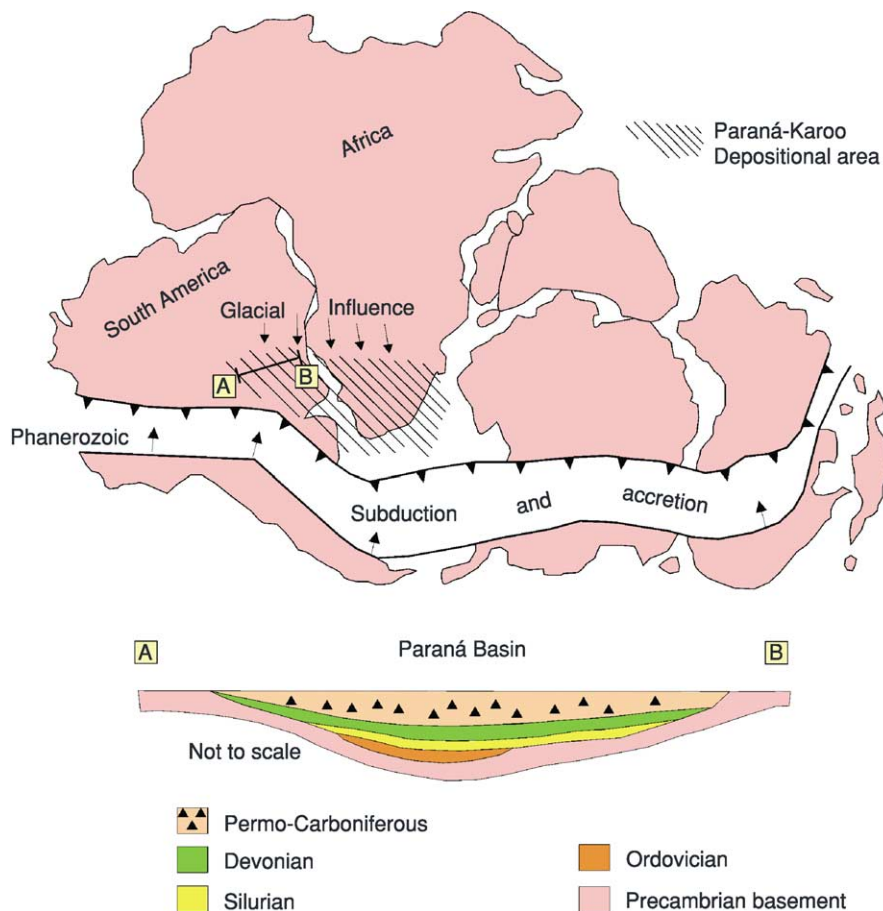 Africa
Paraná-Karoo
Depositional area
South America
Glacial Influence
A
B
Phanerozoic
Subduction and accretion
A Paraná Basin B
Not to scale
Permo-Carboniferous
Devonian Ordovician
Silurian Precambrian basement